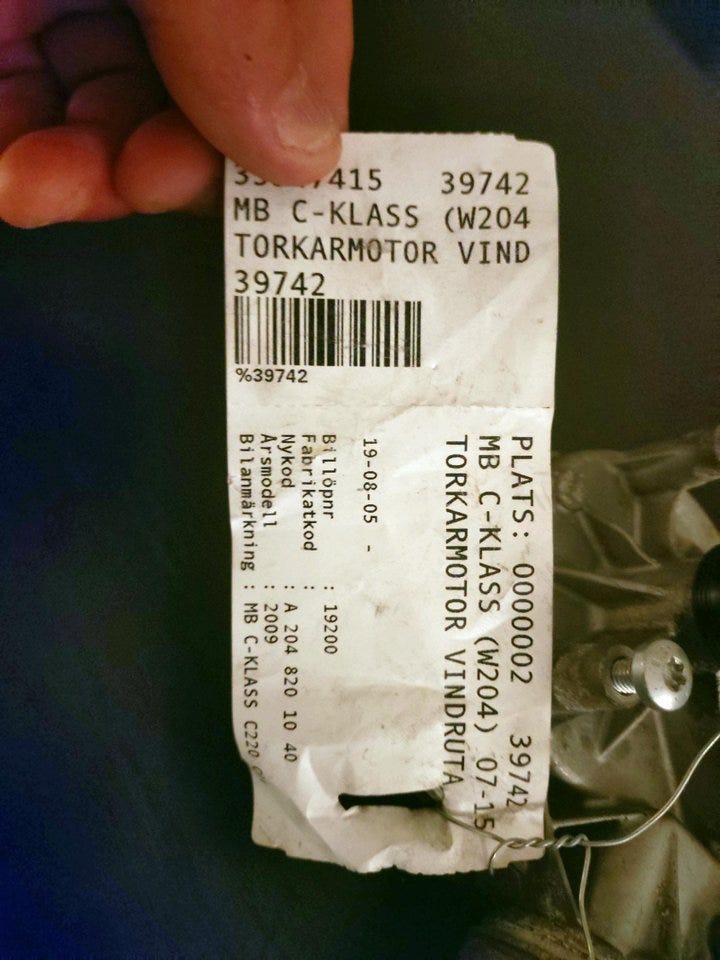 7415 39742
MB C-KLASS (W204
TORKARMOTOR VIND
39742
%39742
PLATS: 0000002 39742
MB C-KLASS (W204) 07-15
TORKARMOTOR VINDRUTA
19-08-05 -
Billöpnr : 19200
Fabrikatkod :
Nykod : A 204 820 10 40
Årsmodell : 2009
Bilanmärkning : MB C-KLASS C220